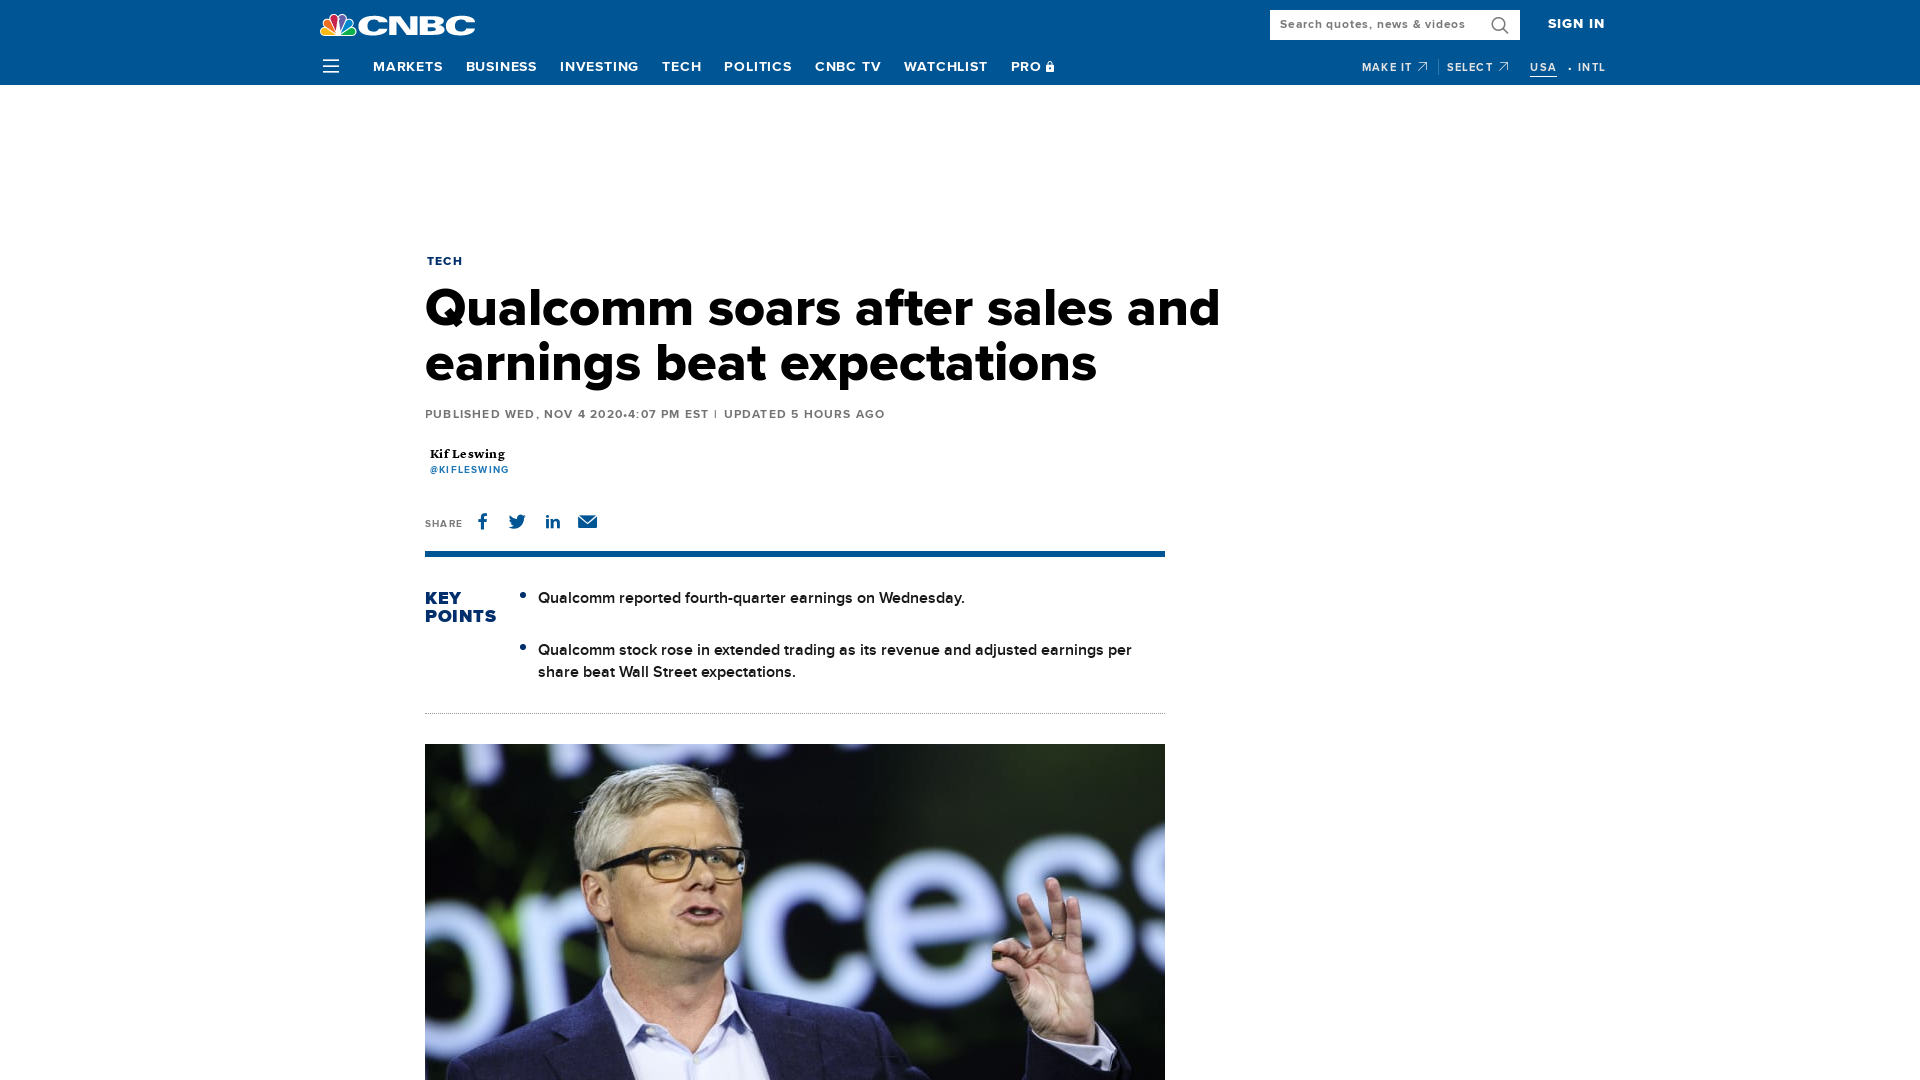 CNBC
Search quotes, news & videos
SIGN IN
MARKETS BUSINESS INVESTING TECH POLITICS CNBC TV WATCHLIST PRO
MAKE IT SELECT USA • INTL
TECH
Qualcomm soars after sales and
earnings beat expectations
PUBLISHED WED, NOV 4 2020•4:07 PM EST | UPDATED 5 HOURS AGO
Kif Leswing
@KIFLESWING
SHARE
KEY
POINTS
• Qualcomm reported fourth-quarter earnings on Wednesday.
• Qualcomm stock rose in extended trading as its revenue and adjusted earnings per
share beat Wall Street expectations.